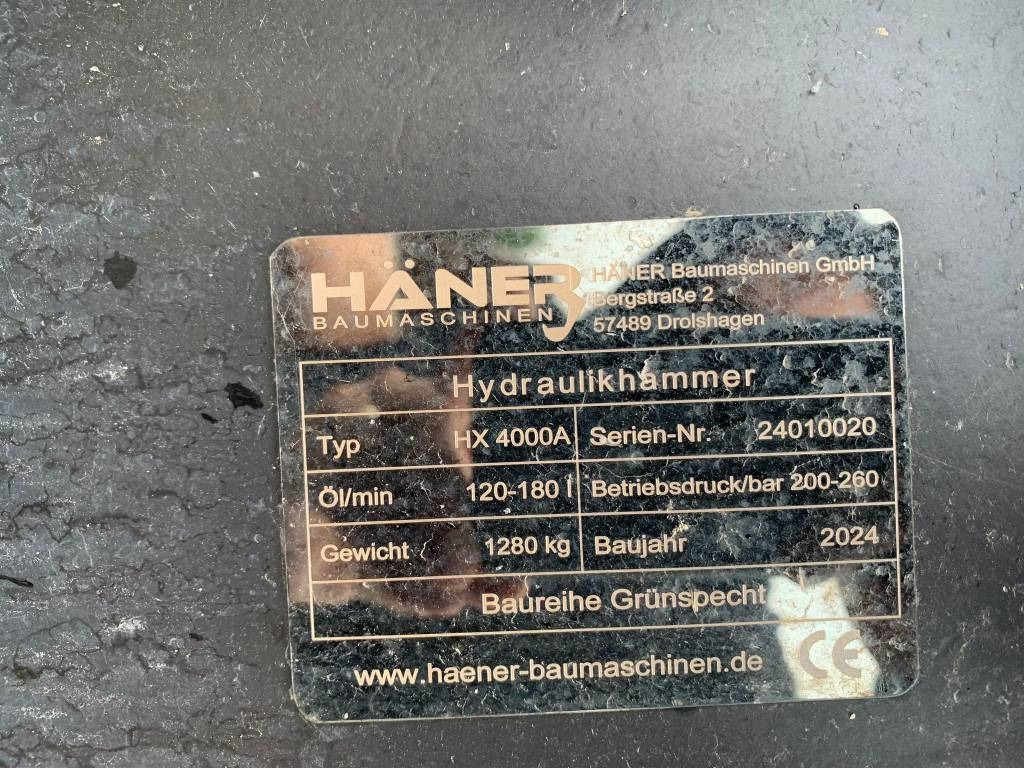 HÄNER
BAUMASCHINEN
HÄNER Baumaschinen GmbH
Bergstraße 2
57489 Drolshagen
Hydraulikhammer
Typ HX 4000A Serien-Nr. 24010020
Öl/min 120-180 l Betriebsdruck/bar 200-260
Gewicht 1280 kg Baujahr 2024
Baureihe Grünspecht
www.haener-baumaschinen.de CE